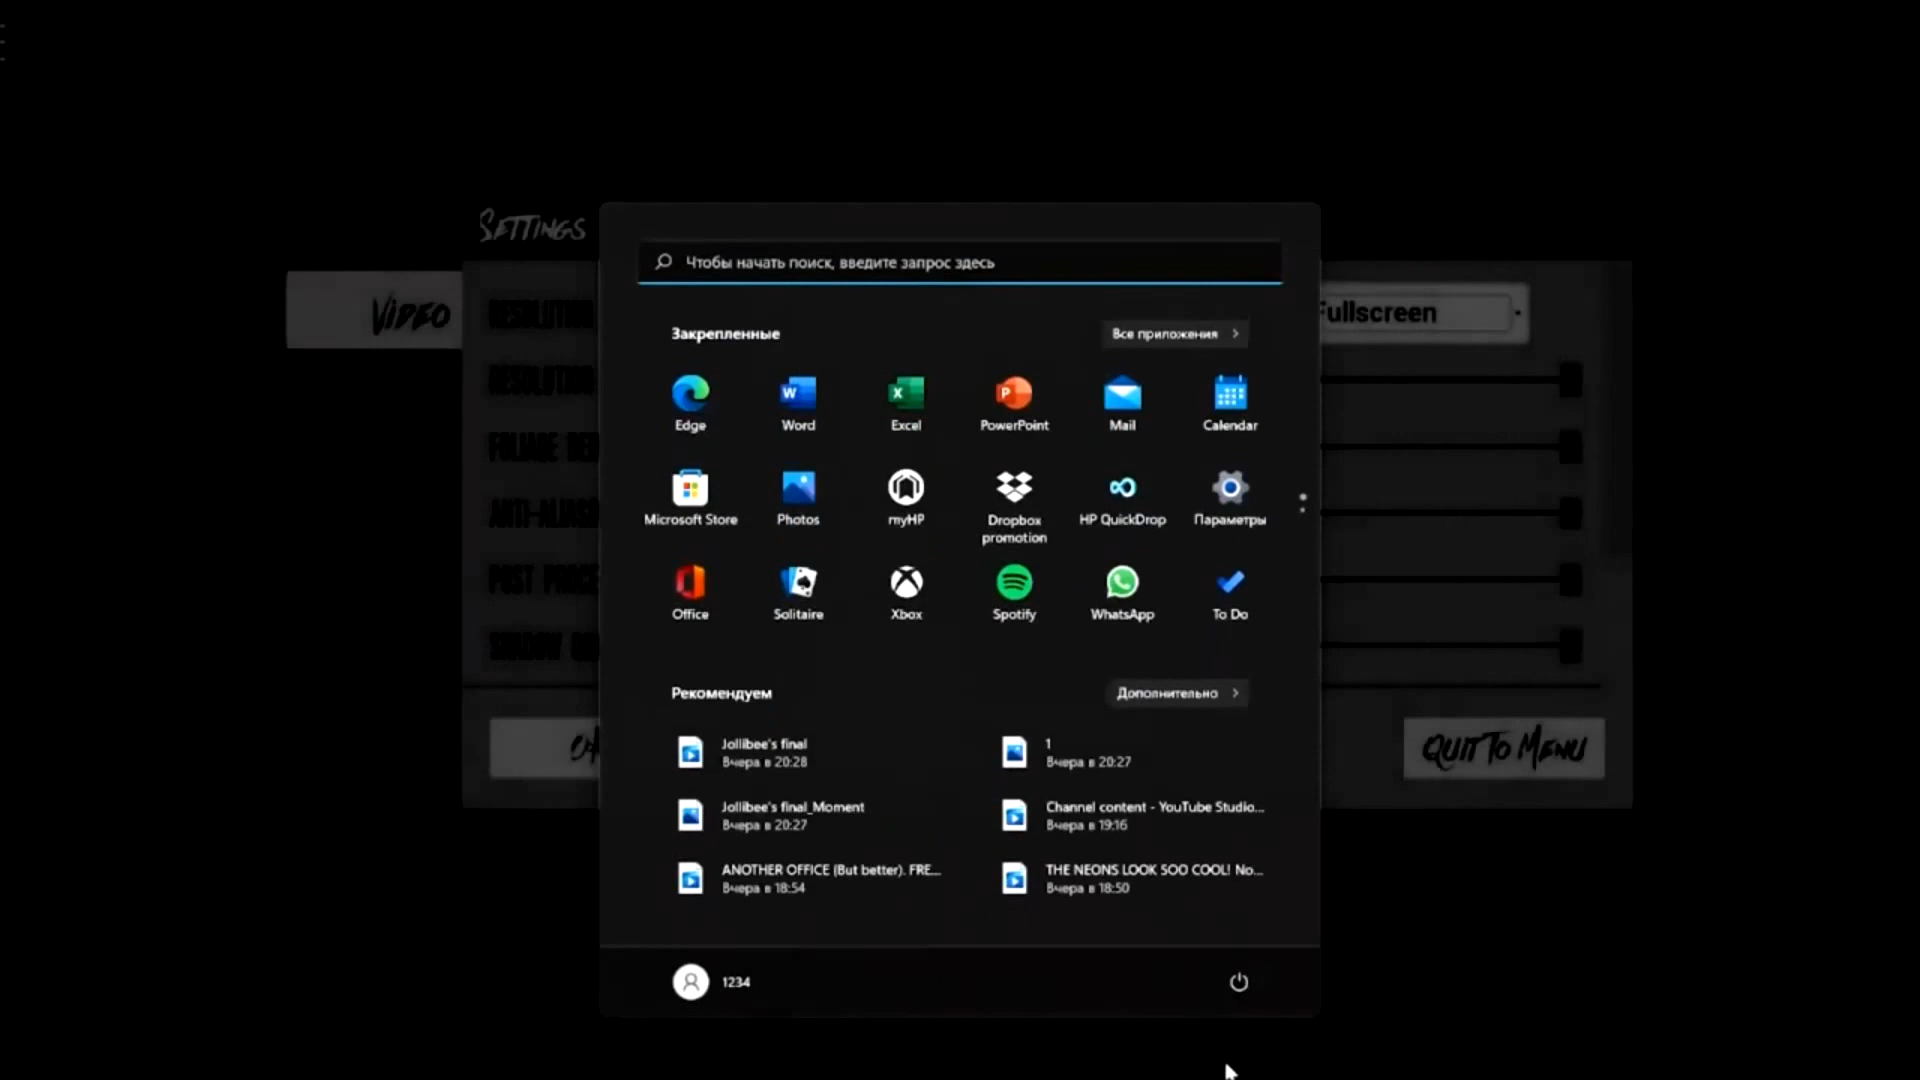 Settings
Чтобы начать поиск, введите запрос здесь
Video
Fullscreen
Закрепленные
Все приложения
Edge
Word
Excel
PowerPoint
Mail
Calendar
Microsoft Store
Photos
myHP
Dropbox promotion
HP QuickDrop
Параметры
Office
Solitaire
Xbox
Spotify
WhatsApp
To Do
Рекомендуем
Дополнительно
Jollibee's final
Вчера в 20:28
1
Вчера в 20:27
Jollibee's final_Moment
Вчера в 20:27
Channel content - YouTube Studio...
Вчера в 19:16
ANOTHER OFFICE (But better). FRE...
Вчера в 18:54
THE NEONS LOOK SOO COOL! No...
Вчера в 18:50
Quit To Menu
1234